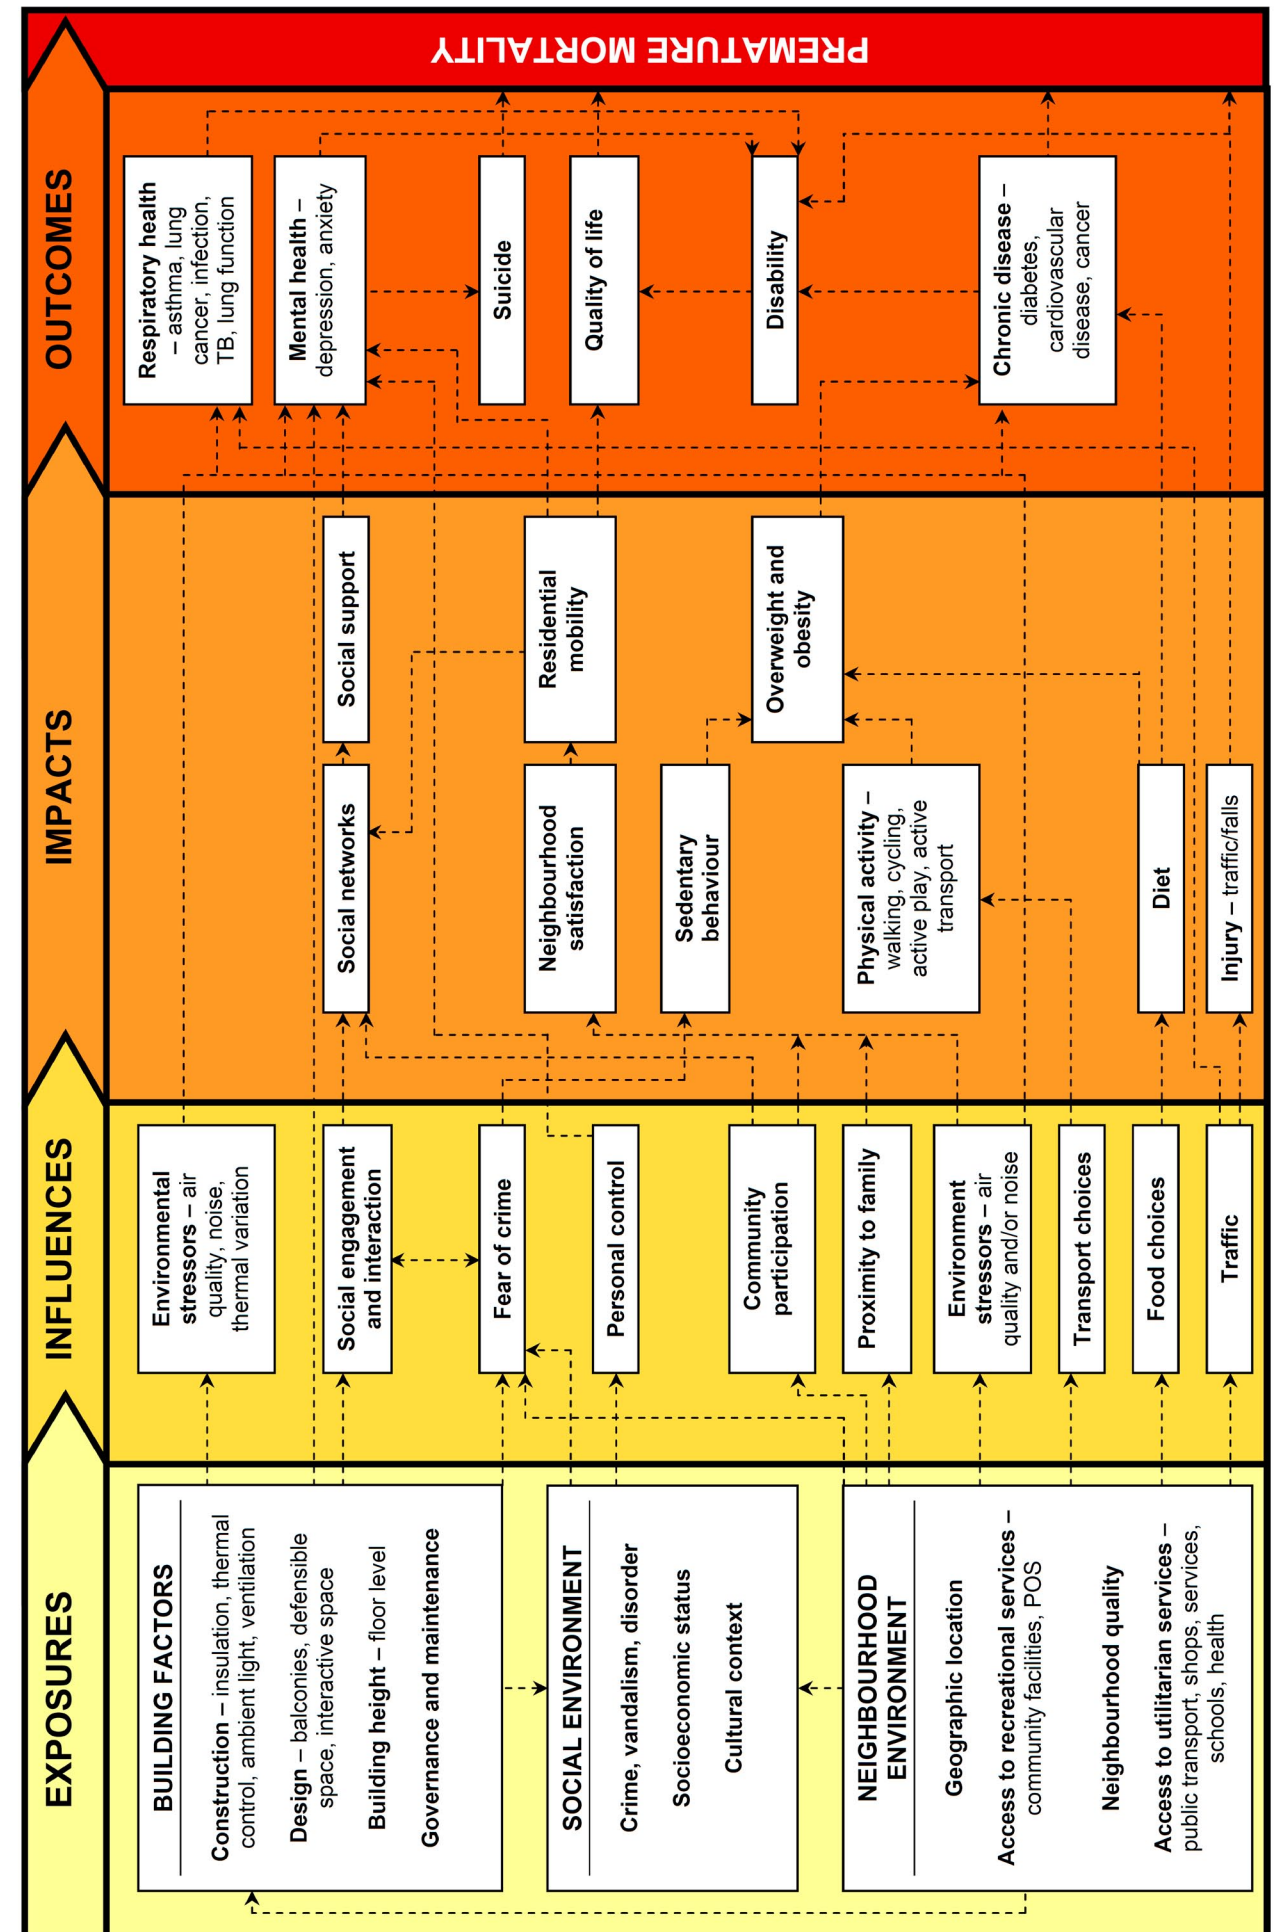 EXPOSURES
INFLUENCES
IMPACTS
OUTCOMES
BUILDING FACTORS
Construction – insulation, thermal
control, ambient light, ventilation
Design – balconies, defensible
space, interactive space
Building height – floor level
Governance and maintenance
SOCIAL ENVIRONMENT
Crime, vandalism, disorder
Socioeconomic status
Cultural context
NEIGHBOURHOOD
ENVIRONMENT
Geographic location
Access to recreational services –
community facilities, POS
Neighbourhood quality
Access to utilitarian services –
public transport, shops, services,
schools, health
Environmental
stressors – air
quality, noise,
thermal variation
Social engagement
and interaction
Fear of crime
Personal control
Community
participation
Proximity to family
Environment
stressors – air
quality and/or noise
Transport choices
Food choices
Traffic
Social networks
Social support
Neighbourhood
satisfaction
Residential
mobility
Sedentary
behaviour
Overweight and
obesity
Physical activity –
walking, cycling,
active play, active
transport
Diet
Injury – traffic/falls
Respiratory health
– asthma, lung
cancer, infection,
TB, lung function
Mental health –
depression, anxiety
Suicide
Quality of life
Disability
Chronic disease –
diabetes,
cardiovascular
disease, cancer
PREMATURE MORTALITY